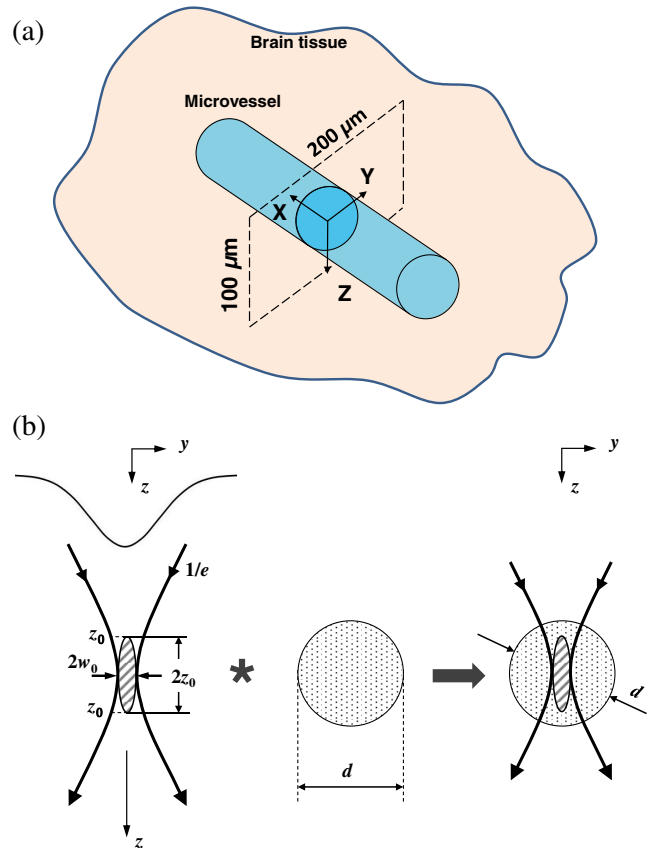 (a)
Brain tissue
Microvessel
200 µm
Y
X
100 µm
Z
(b)
y
z
1/e
z₀
2w₀
2z₀
z₀
*
d
z
y
z
d